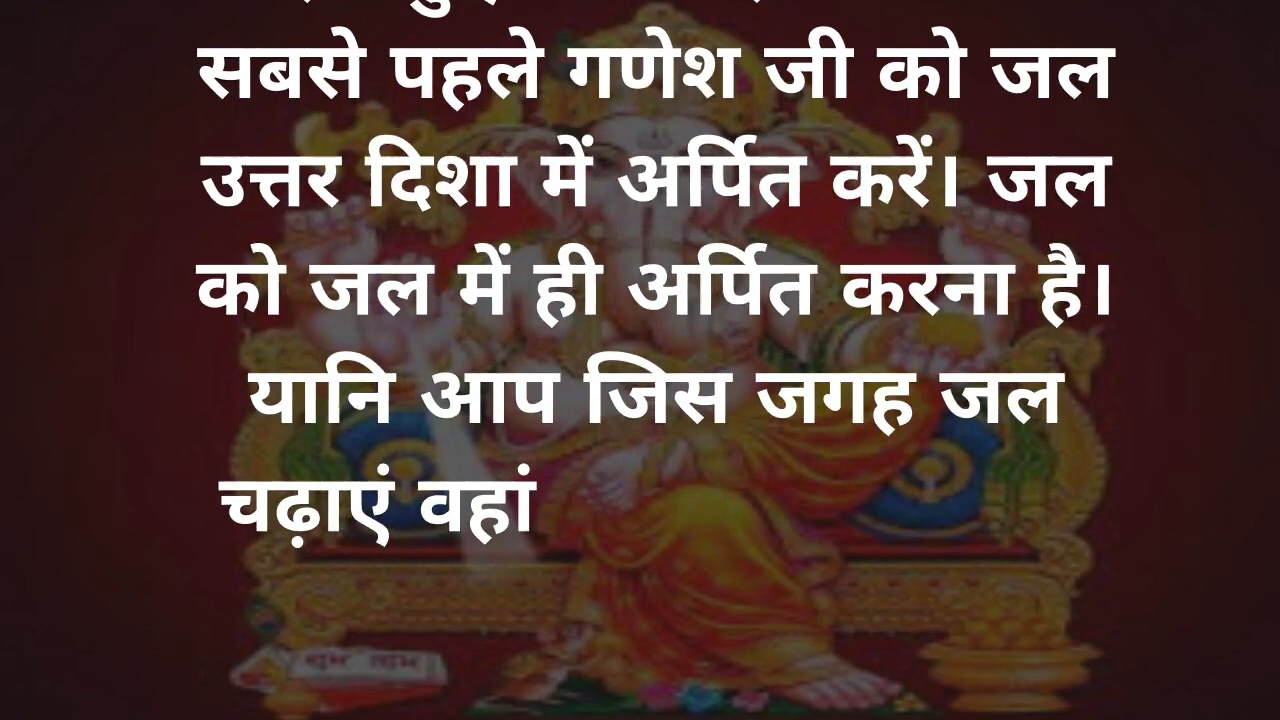 सबसे पहले गणेश जी को जल
उत्तर दिशा में अर्पित करें। जल
को जल में ही अर्पित करना है।
यानि आप जिस जगह जल
चढ़ाएं वहां
शुभ लाभ